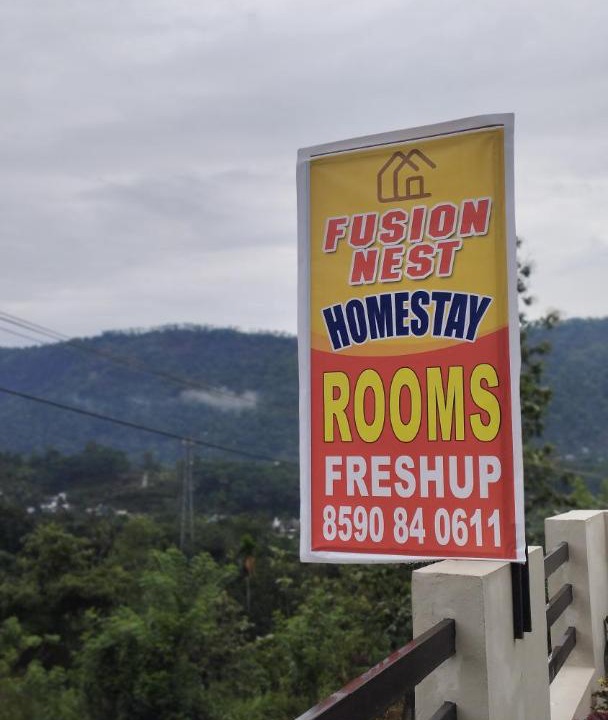 FUSION
NEST
HOMESTAY
ROOMS
FRESHUP
8590 84 0611